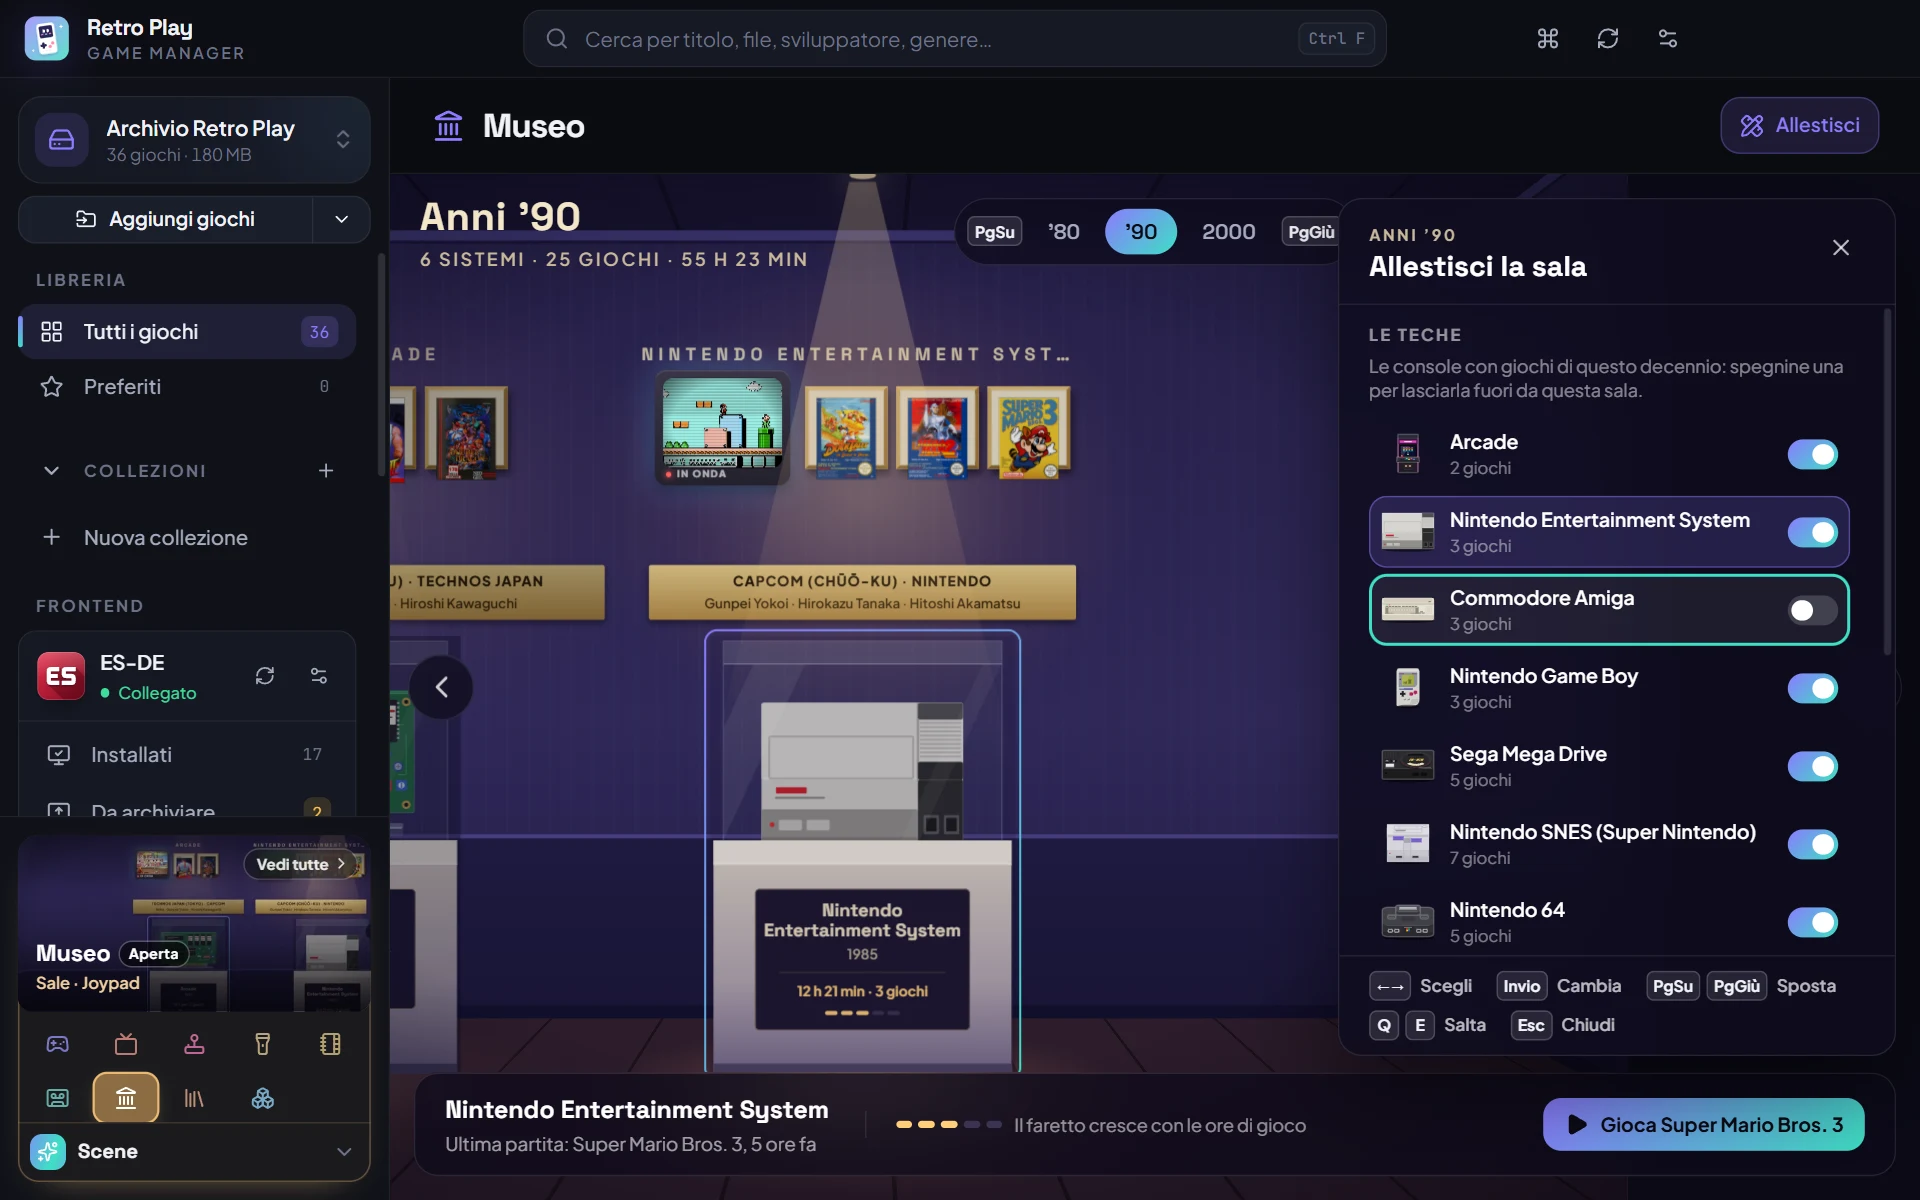 Retro Play
GAME MANAGER
Cerca per titolo, file, sviluppatore, genere...
Ctrl F
Archivio Retro Play
36 giochi · 180 MB
Aggiungi giochi
LIBRERIA
Tutti i giochi
36
Preferiti
0
COLLEZIONI
Nuova collezione
FRONTEND
ES
ES-DE
Collegato
Installati
17
Da archiviare
2
Vedi tutte
Museo
Aperta
Sale · Joypad
Scene
Museo
Allestisci
Anni ’90
6 SISTEMI · 25 GIOCHI · 55 H 23 MIN
PgSu
’80
’90
2000
PgGiù
ADE
NINTENDO ENTERTAINMENT SYST...
IN ONDA
SUPER MARIO BROS. 3
U) · TECHNOS JAPAN
· Hiroshi Kawaguchi
CAPCOM (CHŪŌ-KU) · NINTENDO
Gunpei Yokoi · Hirokazu Tanaka · Hitoshi Akamatsu
Nintendo
Entertainment System
1985
12 h 21 min · 3 giochi
Nintendo Entertainment System
Ultima partita: Super Mario Bros. 3, 5 ore fa
Il faretto cresce con le ore di gioco
Gioca Super Mario Bros. 3
ANNI ’90
Allestisci la sala
LE TECHE
Le console con giochi di questo decennio: spegnine una
per lasciarla fuori da questa sala.
Arcade
2 giochi
Nintendo Entertainment System
3 giochi
Commodore Amiga
3 giochi
Nintendo Game Boy
3 giochi
Sega Mega Drive
5 giochi
Nintendo SNES (Super Nintendo)
7 giochi
Nintendo 64
5 giochi
←→ Scegli
Invio Cambia
PgSu PgGiù Sposta
Q E Salta
Esc Chiudi